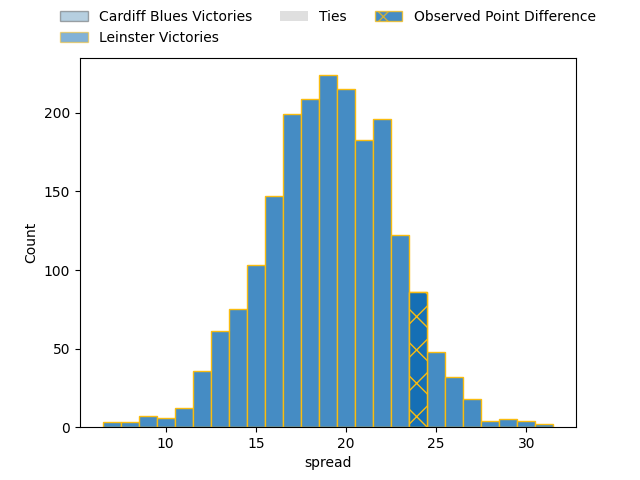 Cardiff Blues Victories
Ties
Observed Point Difference
Leinster Victories
200
150
100
50
0
Count
10 15 20 25 30
spread